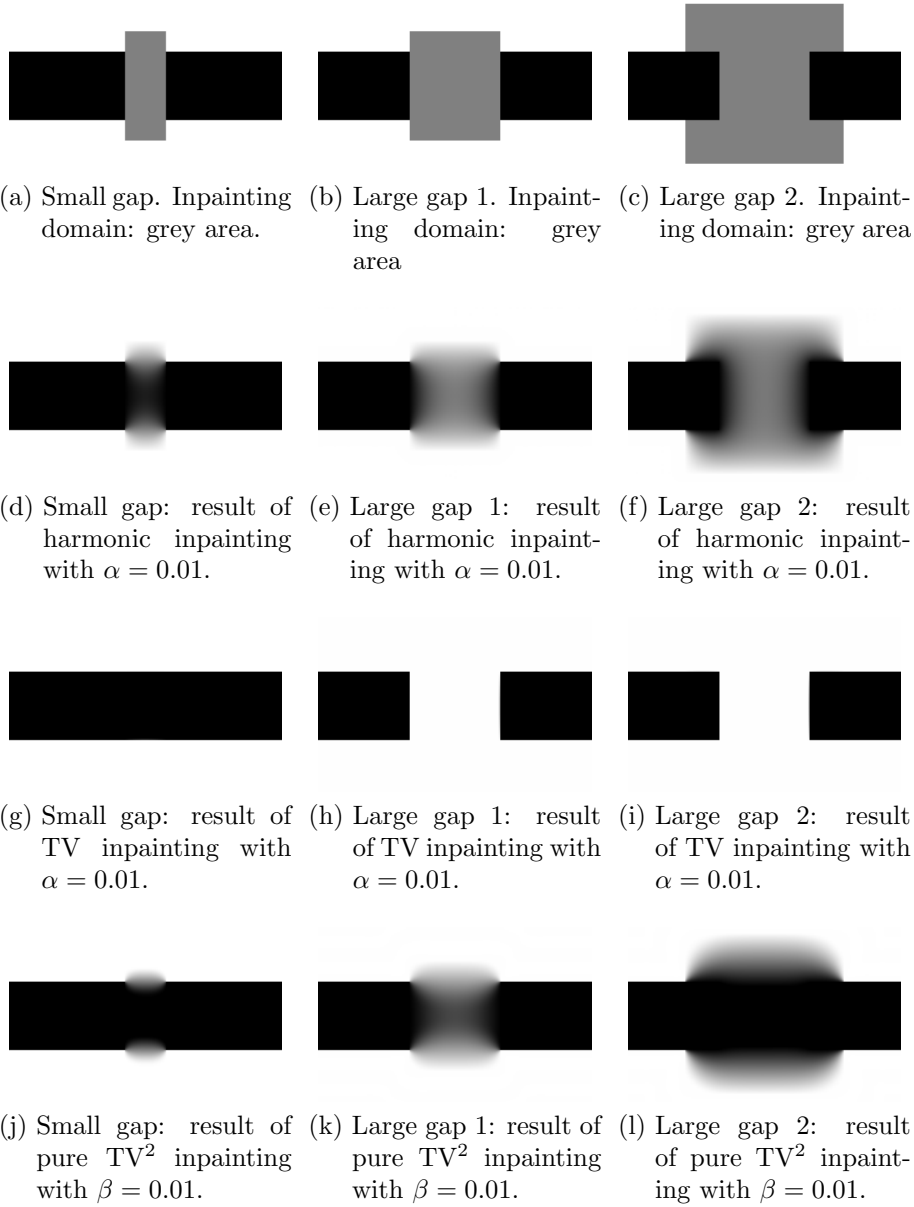 (a) Small gap. Inpainting domain: grey area.
(b) Large gap 1. Inpaint-
ing domain: grey
area
(c) Large gap 2. Inpaint-
ing domain: grey area
(d) Small gap: result of
harmonic inpainting
with α = 0.01.
(e) Large gap 1: result
of harmonic inpaint-
ing with α = 0.01.
(f) Large gap 2: result
of harmonic inpaint-
ing with α = 0.01.
(g) Small gap: result of
TV inpainting with
α = 0.01.
(h) Large gap 1: result
of TV inpainting with
α = 0.01.
(i) Large gap 2: result
of TV inpainting with
α = 0.01.
(j) Small gap: result of
pure TV² inpainting
with β = 0.01.
(k) Large gap 1: result of
pure TV² inpainting
with β = 0.01.
(l) Large gap 2: result
of pure TV² inpaint-
ing with β = 0.01.